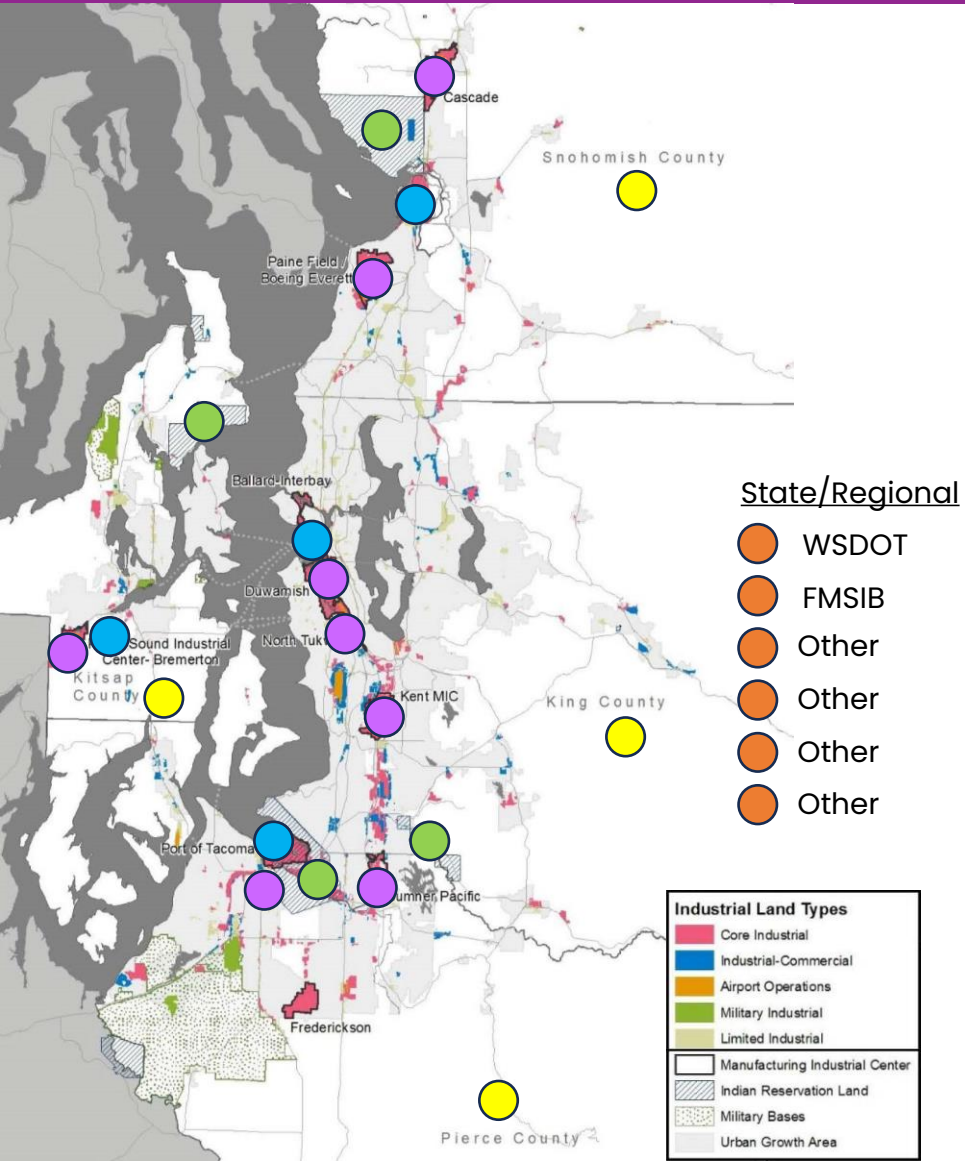 Cascade
Snohomish County
Paine Field /
Boeing Everett
Ballard-Interbay
Duwamish
North Tukw
Sound Industrial
Center- Bremerton
Kitsap
County
Kent MIC
King County
Port of Tacoma
umner Pacific
Frederickson
Pierce County
State/Regional
WSDOT
FMSIB
Other
Other
Other
Other
Industrial Land Types
Core Industrial
Industrial-Commercial
Airport Operations
Military Industrial
Limited Industrial
Manufacturing Industrial Center
Indian Reservation Land
Military Bases
Urban Growth Area